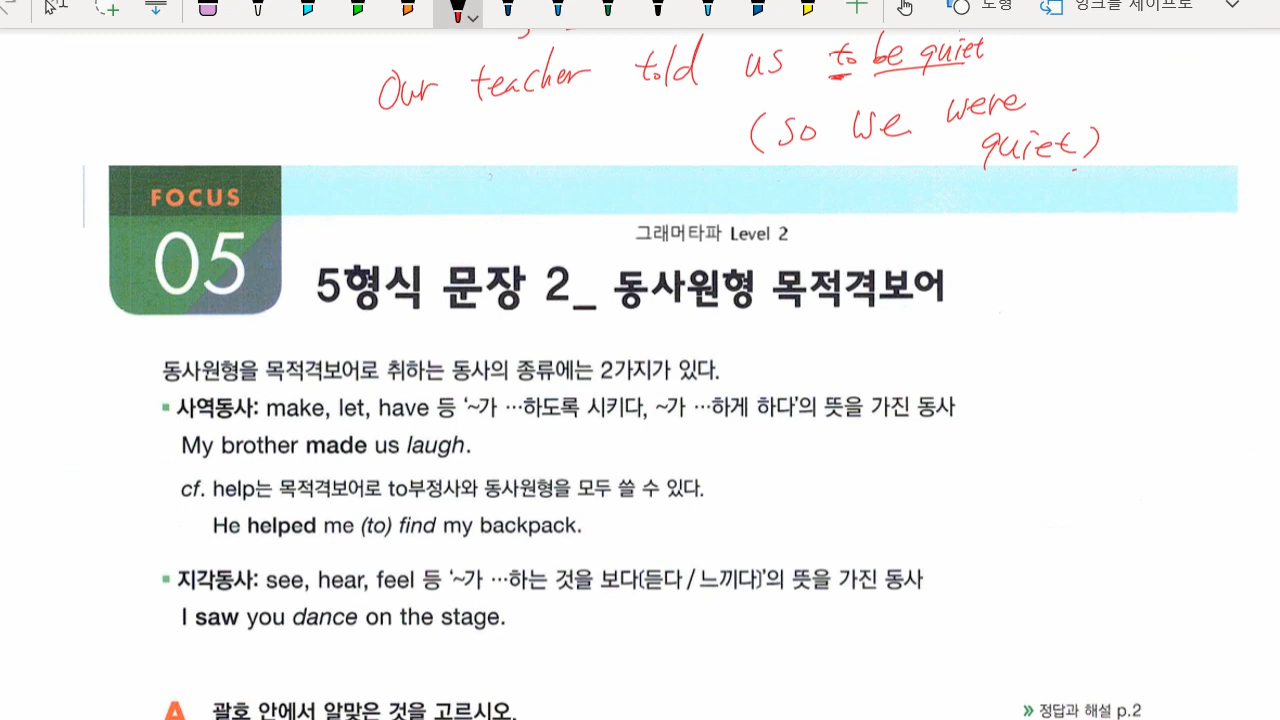 도형
잉크를 셰이프로
Our teacher told us to be quiet
(so we were
quiet)
FOCUS
05
그래머타파 Level 2
5형식 문장 2_ 동사원형 목적격보어
동사원형을 목적격보어로 취하는 동사의 종류에는 2가지가 있다.
▪ 사역동사: make, let, have 등 ‘~가 …하도록 시키다, ~가 …하게 하다’의 뜻을 가진 동사
My brother made us laugh.
cf. help는 목적격보어로 to부정사와 동사원형을 모두 쓸 수 있다.
He helped me (to) find my backpack.
▪ 지각동사: see, hear, feel 등 ‘~가 …하는 것을 보다(듣다/느끼다)’의 뜻을 가진 동사
I saw you dance on the stage.
A 괄호 안에서 알맞은 것을 고르시오.
» 정답과 해설 p.2